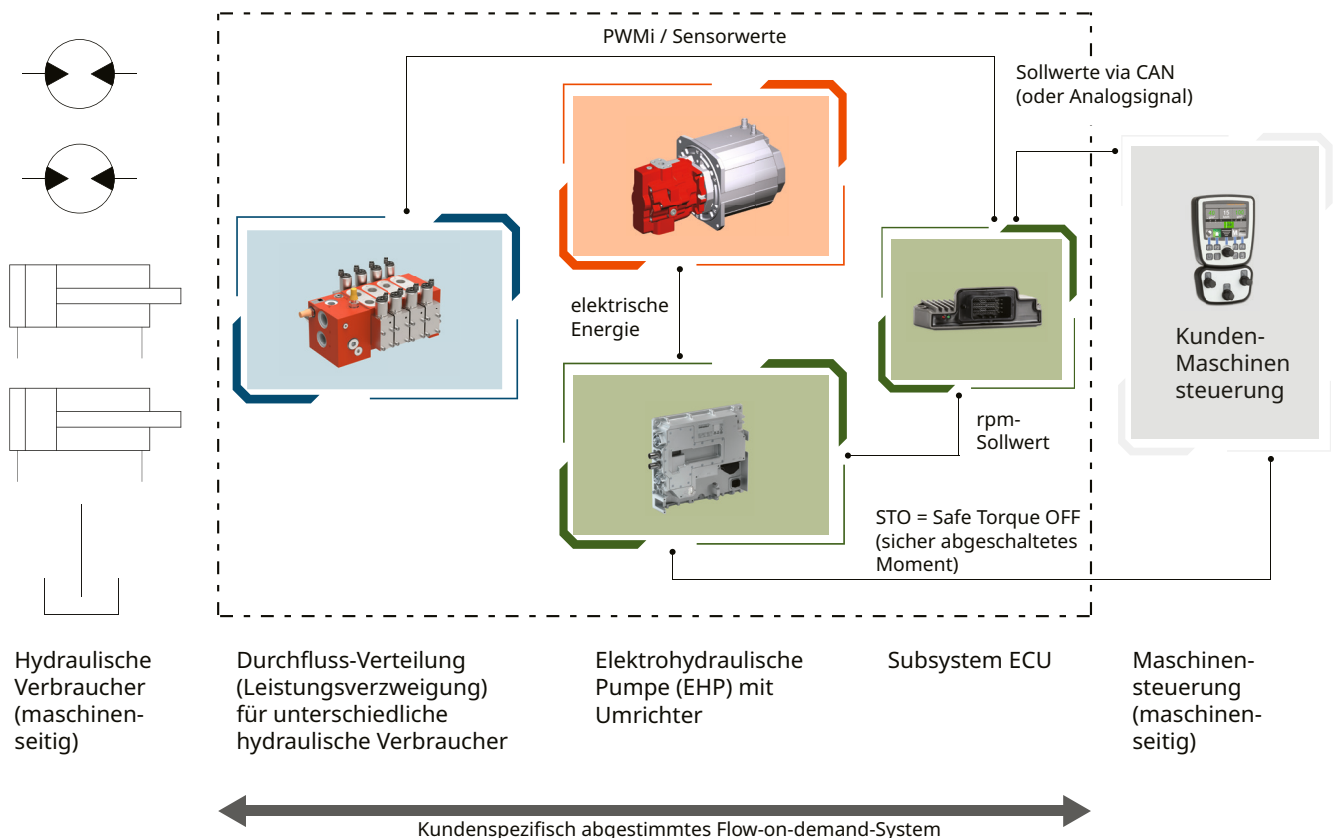 PWMi / Sensorwerte
Sollwerte via CAN
(oder Analogsignal)
elektrische
Energie
Kunden-
Maschinen
steuerung
rpm-
Sollwert
STO = Safe Torque OFF
(sicher abgeschaltetes
Moment)
Hydraulische
Verbraucher
(maschinen-
seitig)
Durchfluss-Verteilung
(Leistungsverzweigung)
für unterschiedliche
hydraulische Verbraucher
Elektrohydraulische
Pumpe (EHP) mit
Umrichter
Subsystem ECU
Maschinen-
steuerung
(maschinen-
seitig)
Kundenspezifisch abgestimmtes Flow-on-demand-System